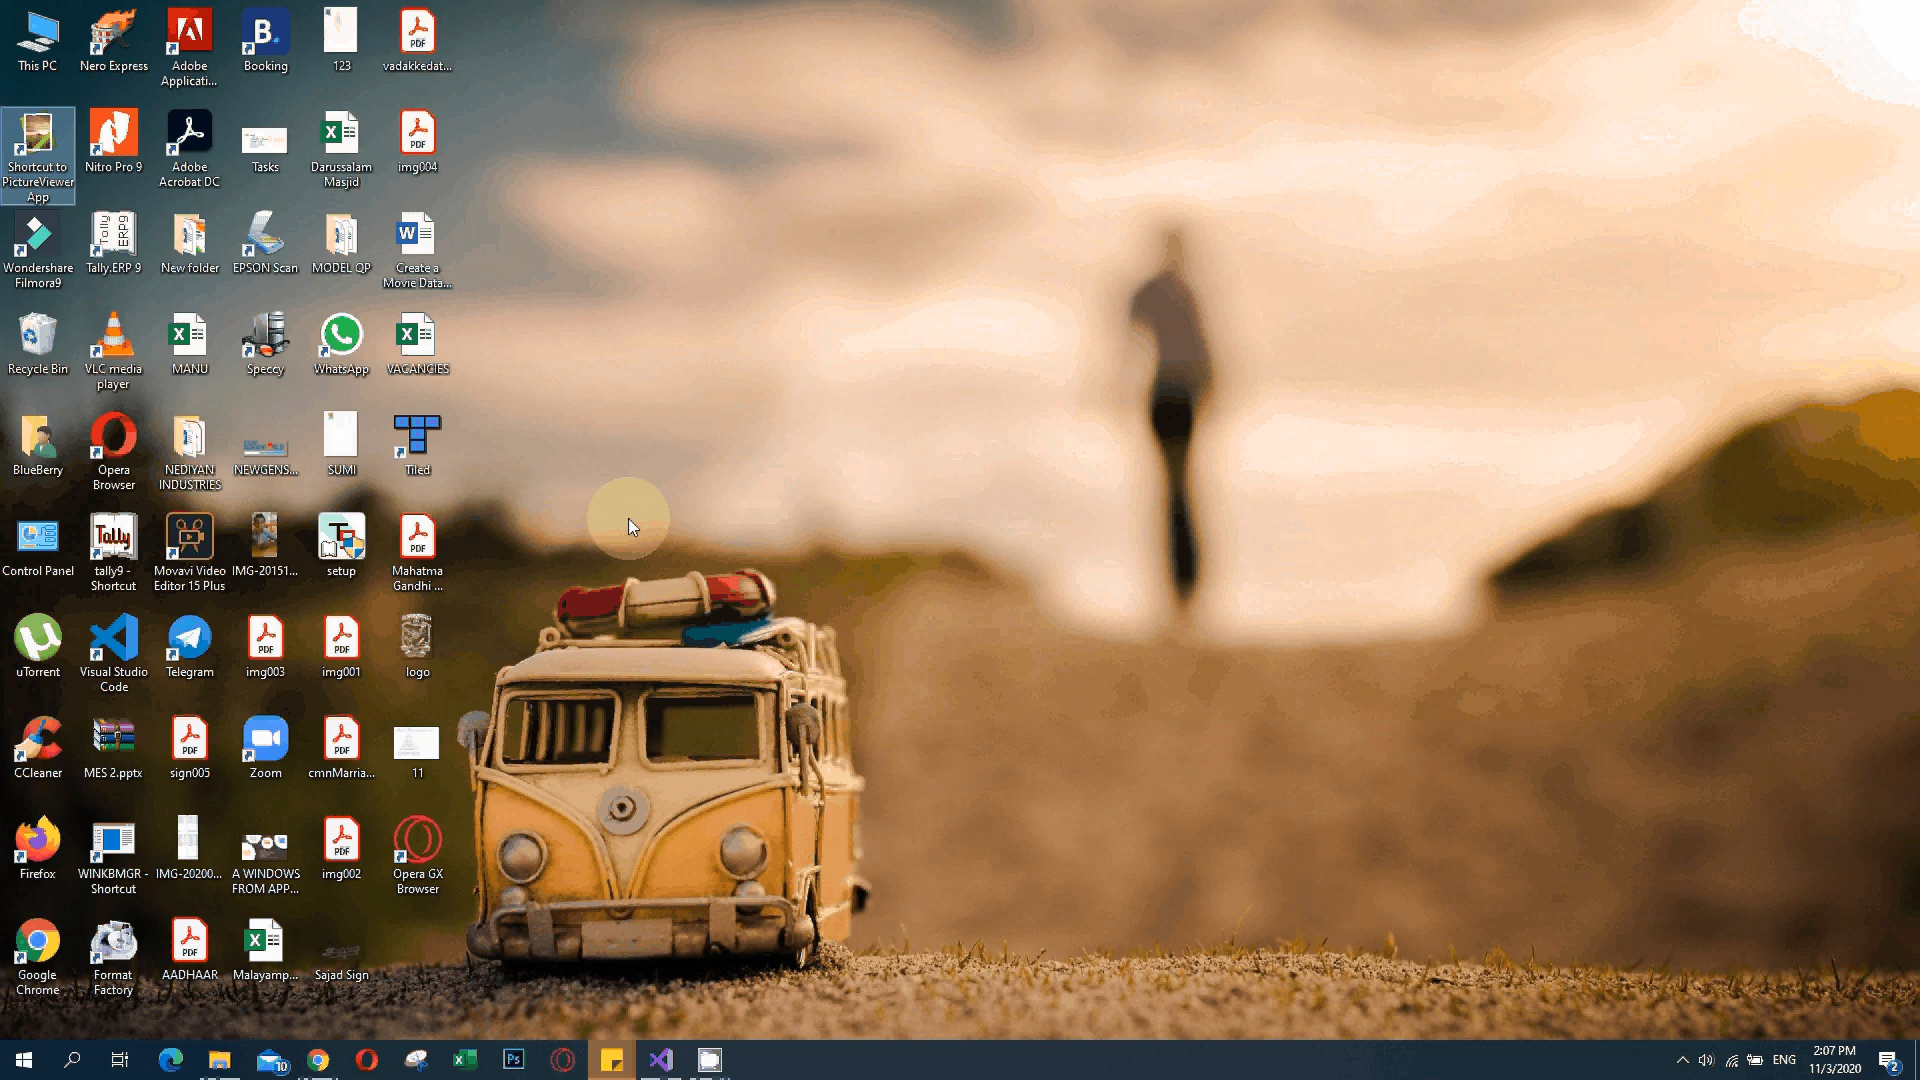 This PC
Nero Express
Adobe
Applicati...
Booking
123
vadakkedat...
Shortcut to
PictureViewer
App
Nitro Pro 9
Adobe
Acrobat DC
Tasks
Darussalam
Masjid
img004
Wondershare
Filmora9
Tally.ERP 9
New folder
EPSON Scan
MODEL QP
Create a
Movie Data...
Recycle Bin
VLC media
player
MANU
Speccy
WhatsApp
VACANCIES
BlueBerry
Opera
Browser
NEDIYAN
INDUSTRIES
NEWGENS...
SUMI
Tiled
Control Panel
tally9 -
Shortcut
Movavi Video
Editor 15 Plus
IMG-20151...
setup
Mahatma
Gandhi ...
uTorrent
Visual Studio
Code
Telegram
img003
img001
logo
CCleaner
MES 2.pptx
sign005
Zoom
cmnMarria...
11
Firefox
WINKBMGR -
Shortcut
IMG-20200...
A WINDOWS
FROM APP...
img002
Opera GX
Browser
Google
Chrome
Format
Factory
AADHAAR
Malayamp...
Sajad Sign
10
Ps
ENG
2:07 PM
11/3/2020
2